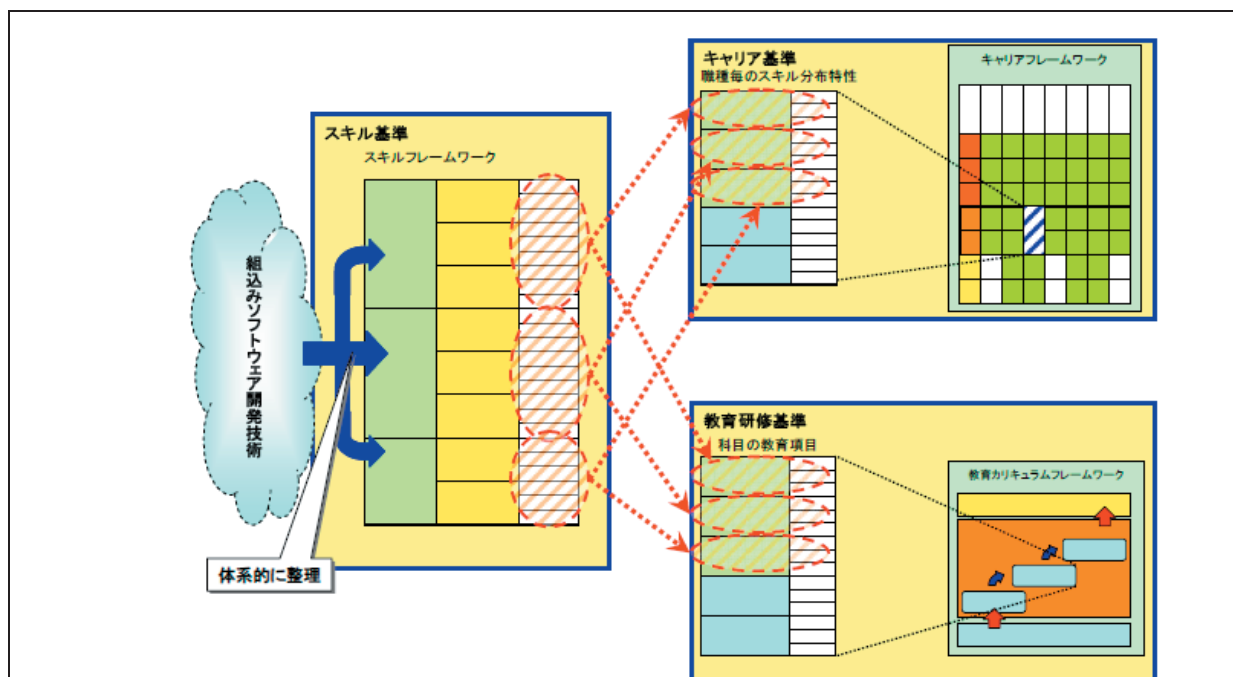 組込みソフトウェア開発技術
スキル基準
スキルフレームワーク
体系的に整理
キャリア基準
職種毎のスキル分布特性
キャリアフレームワーク
教育研修基準
科目の教育項目
教育カリキュラムフレームワーク